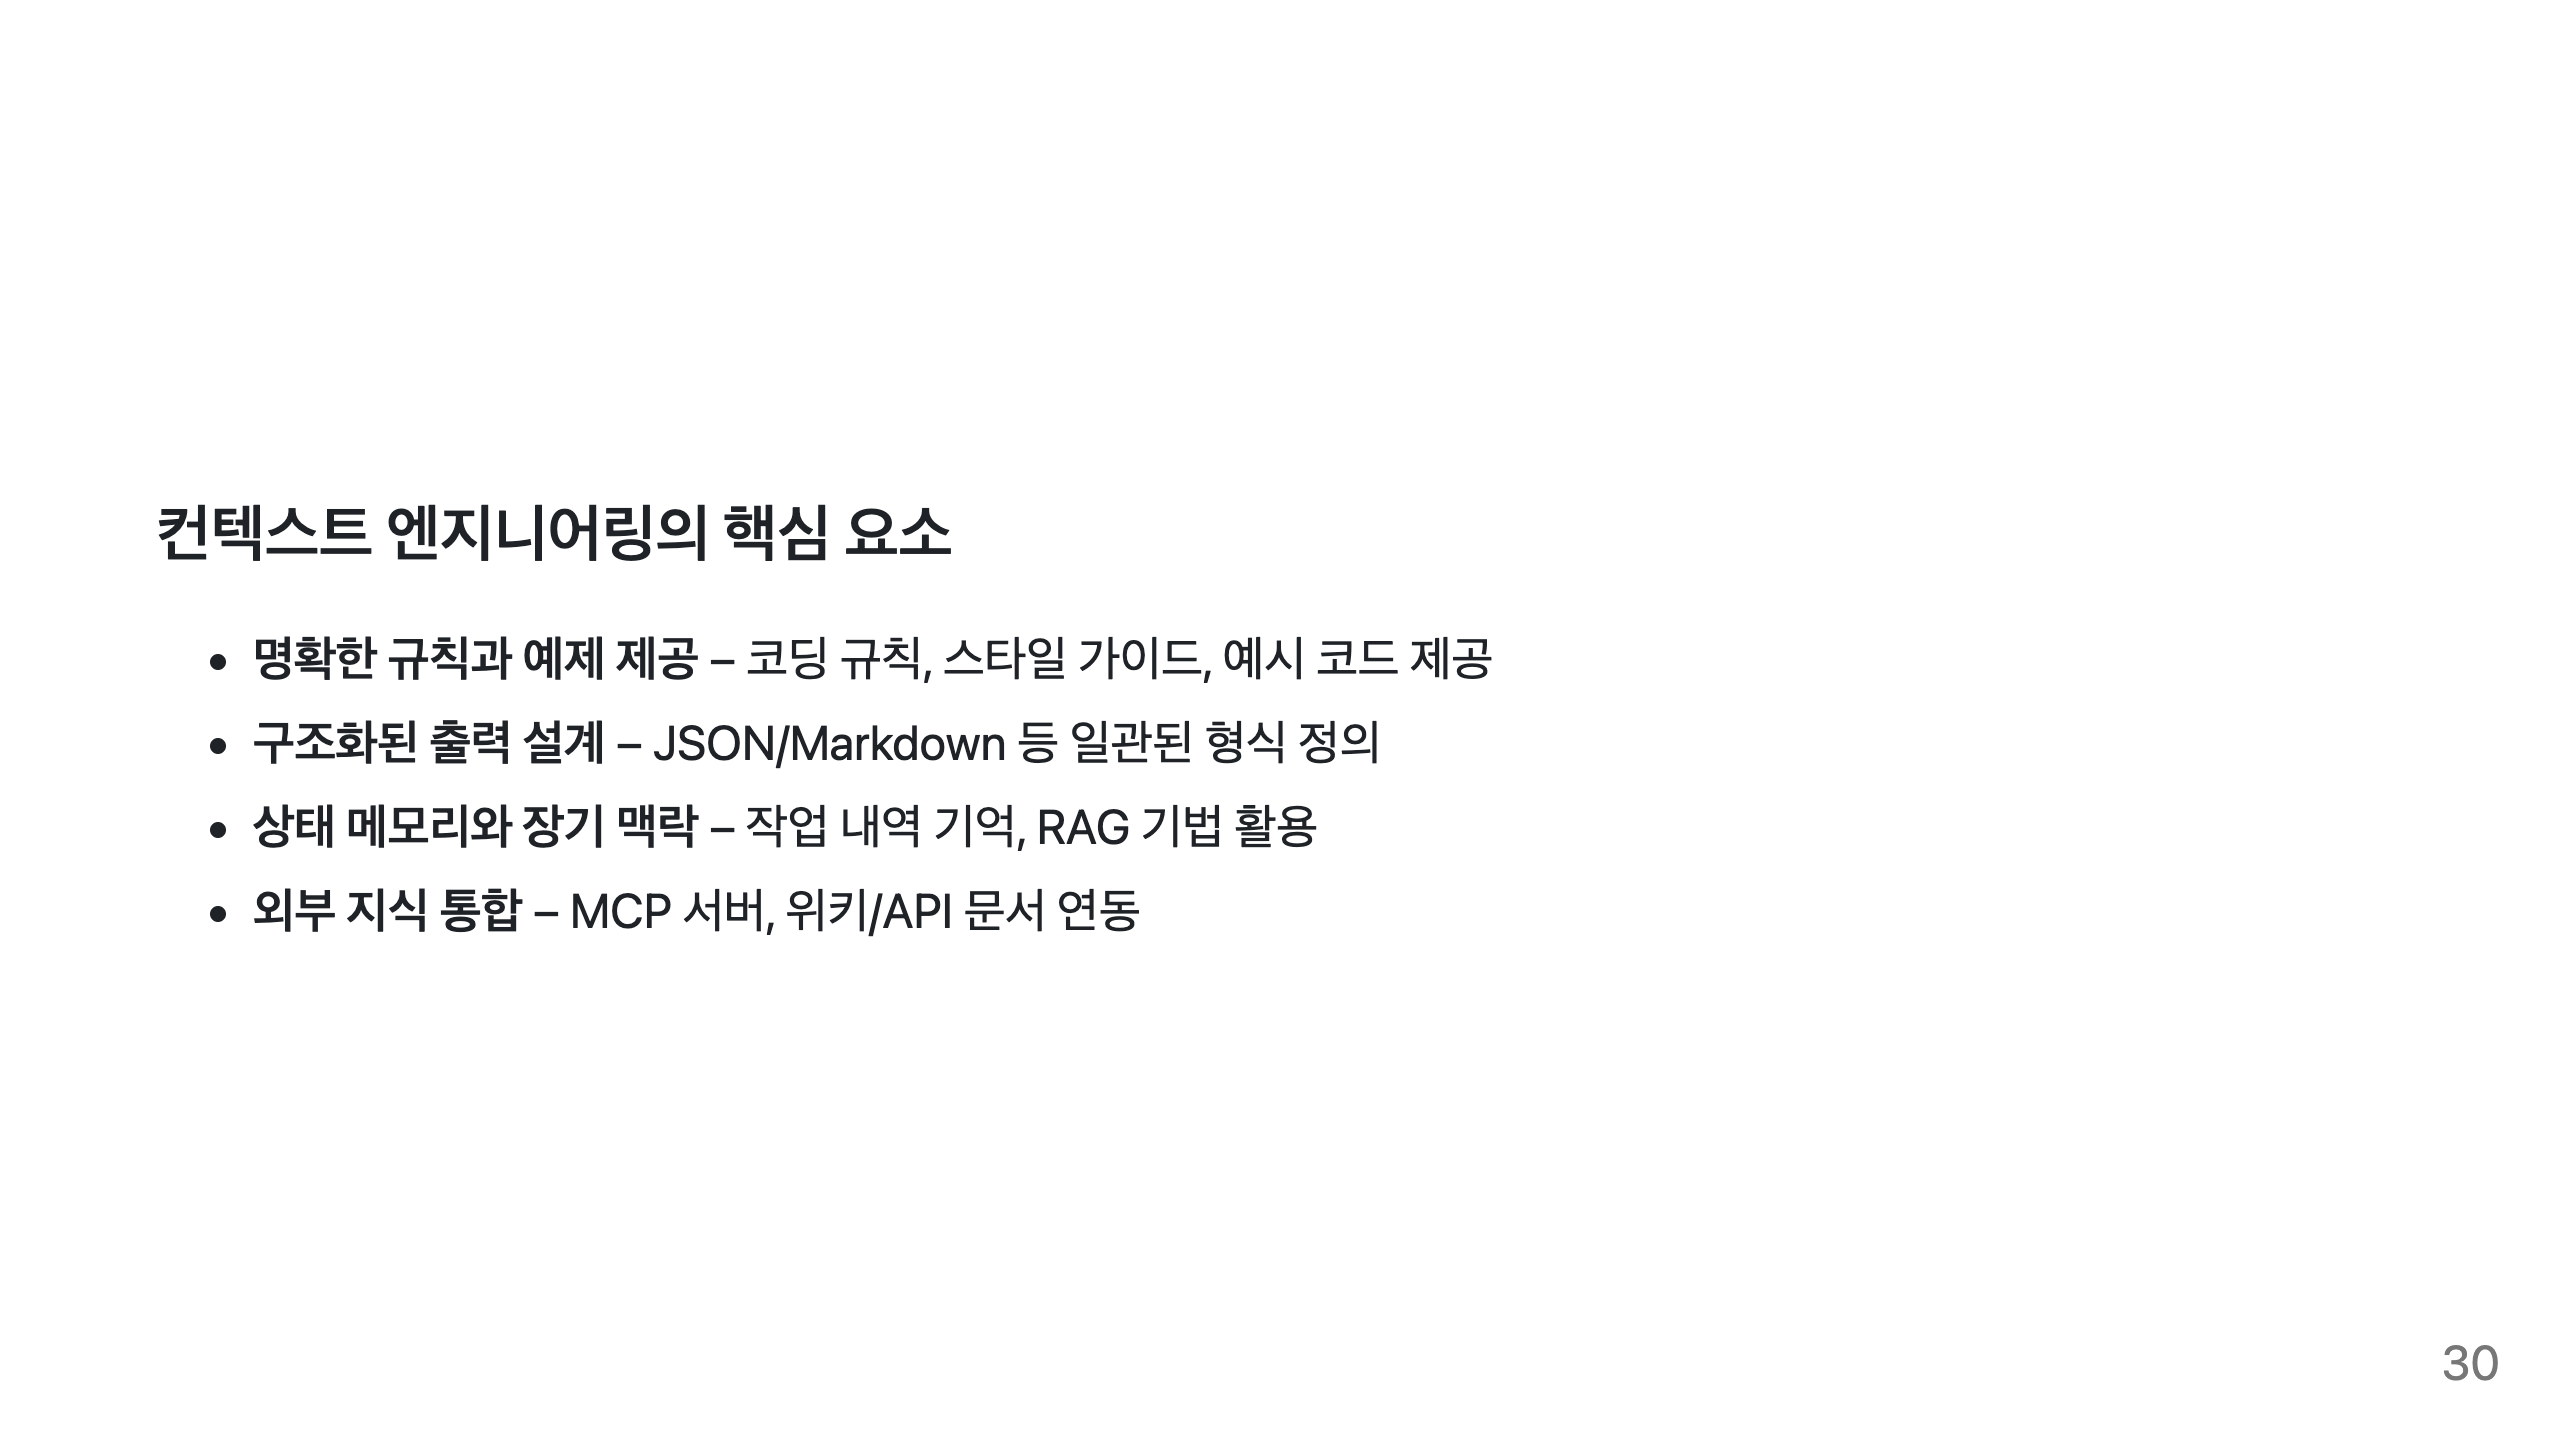 컨텍스트 엔지니어링의 핵심 요소
• 명확한 규칙과 예제 제공 – 코딩 규칙, 스타일 가이드, 예시 코드 제공
• 구조화된 출력 설계 – JSON/Markdown 등 일관된 형식 정의
• 상태 메모리와 장기 맥락 – 작업 내역 기억, RAG 기법 활용
• 외부 지식 통합 – MCP 서버, 위키/API 문서 연동
30